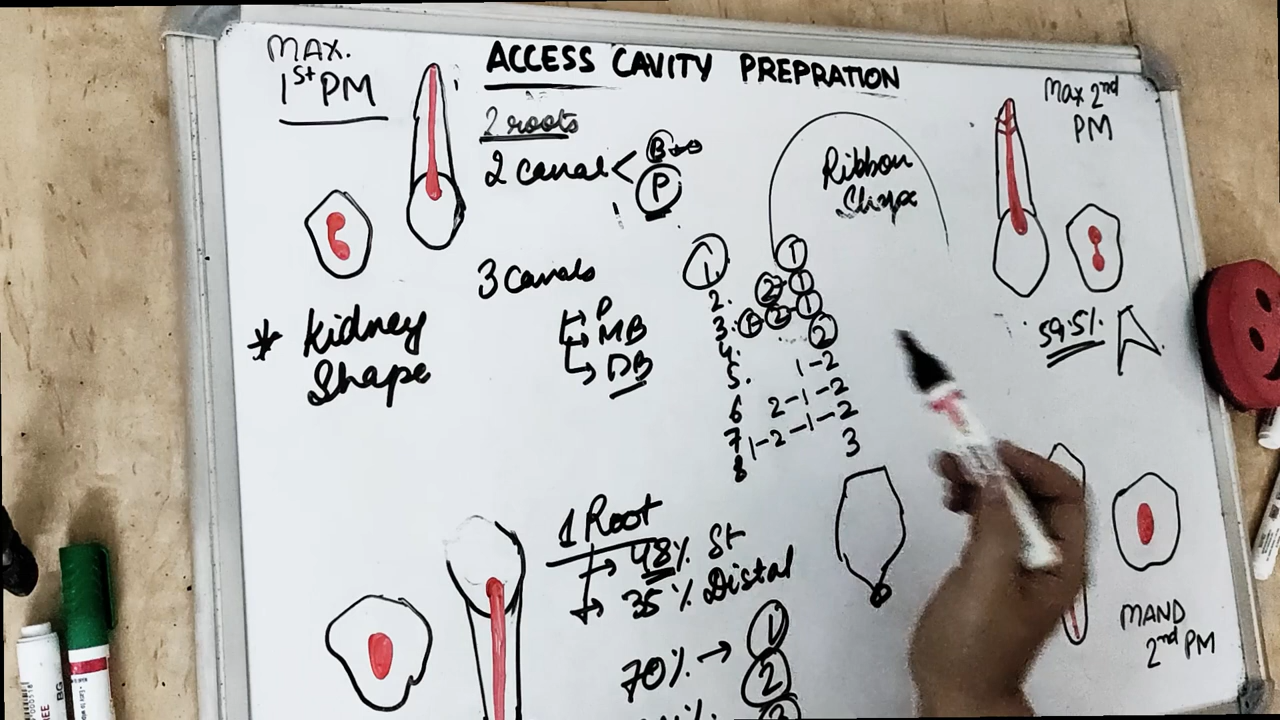 ACCESS CAVITY PREPRATION
MAX.
1st PM
2 roots
2 canal < B
P
3 canals
P
MB
DB
* Kidney
Shape
Ribbon
Shape
1. 1
2. 2-1
3. 2-1
4. 2
5. 1-2
6 2-1-2
7 1-2-1-2
8 3
Max 2nd
PM
59.5%
1 Root
48% St
35% Distal
70% → 1
2
MAND
2nd PM
BG